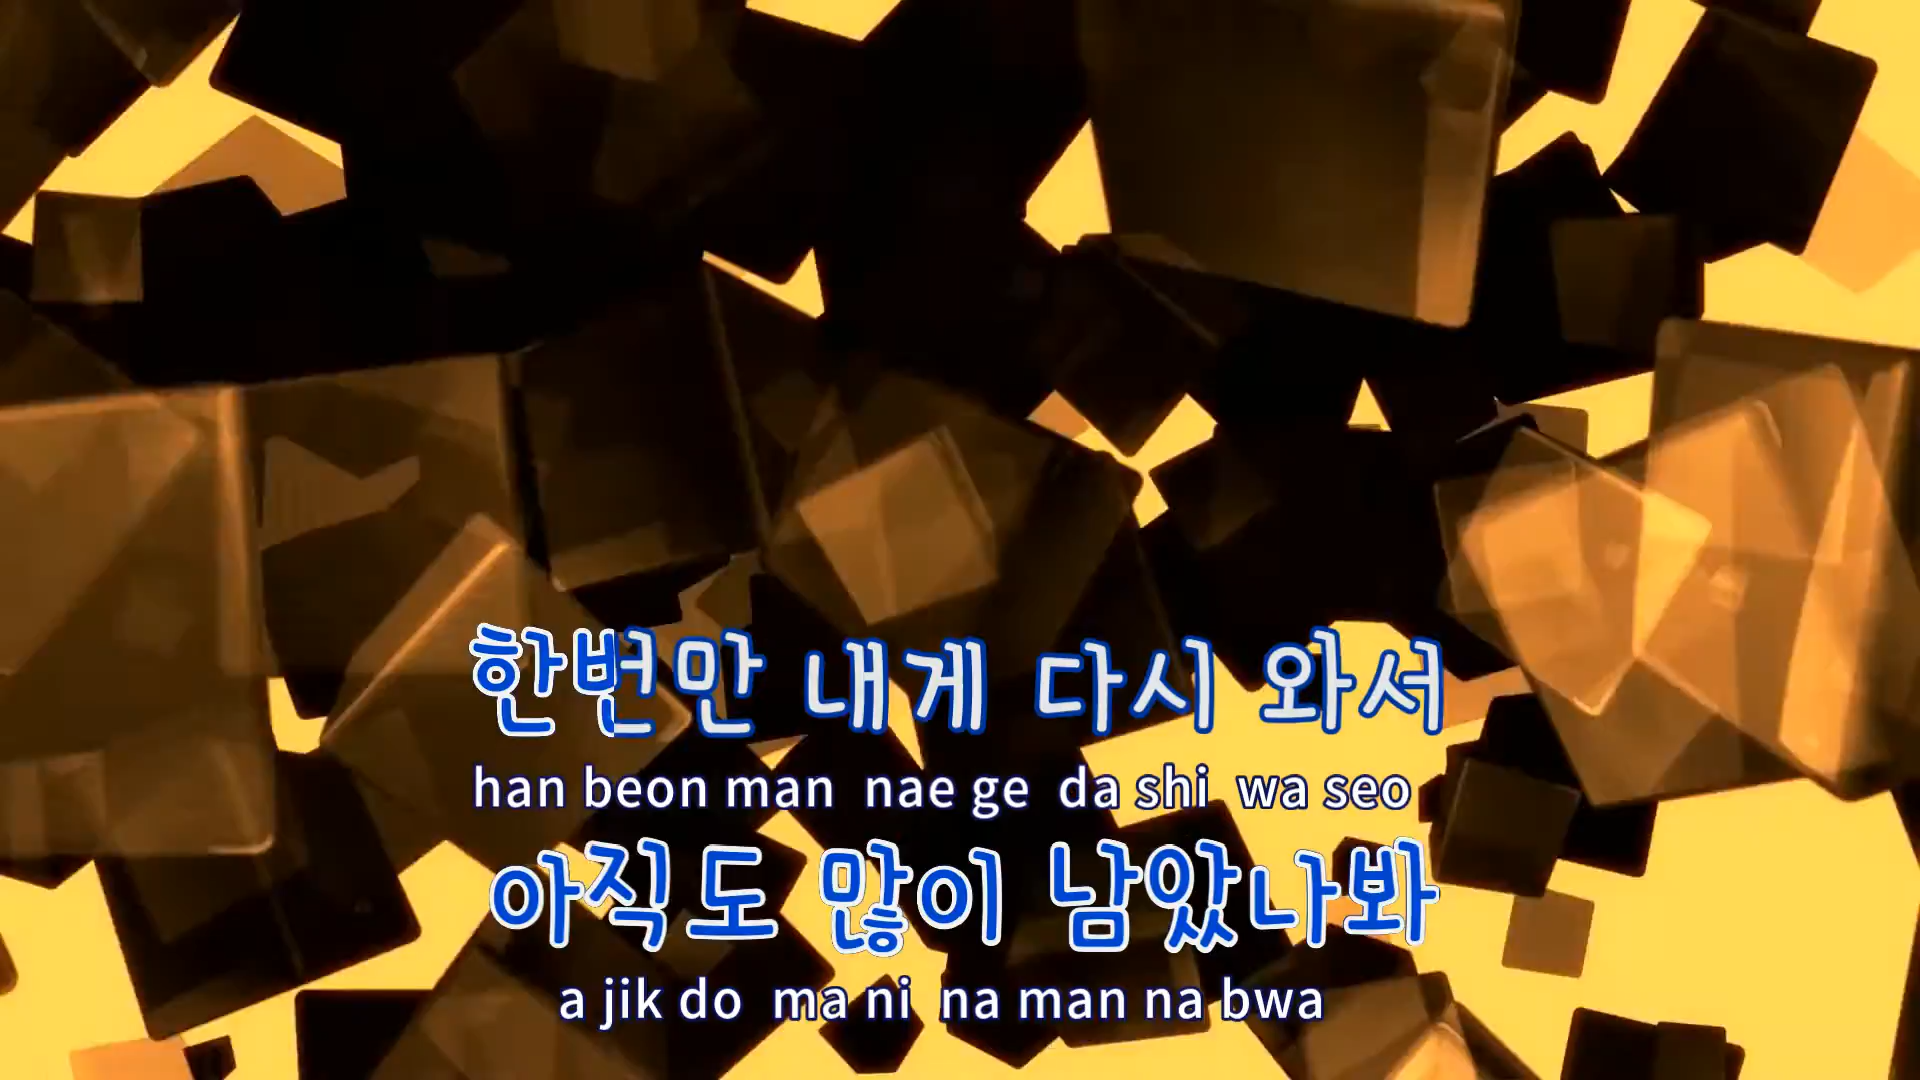 한번만 내게 다시 와서
han beon man nae ge da shi wa seo
아직도 많이 남았나봐
a jik do ma ni na man na bwa